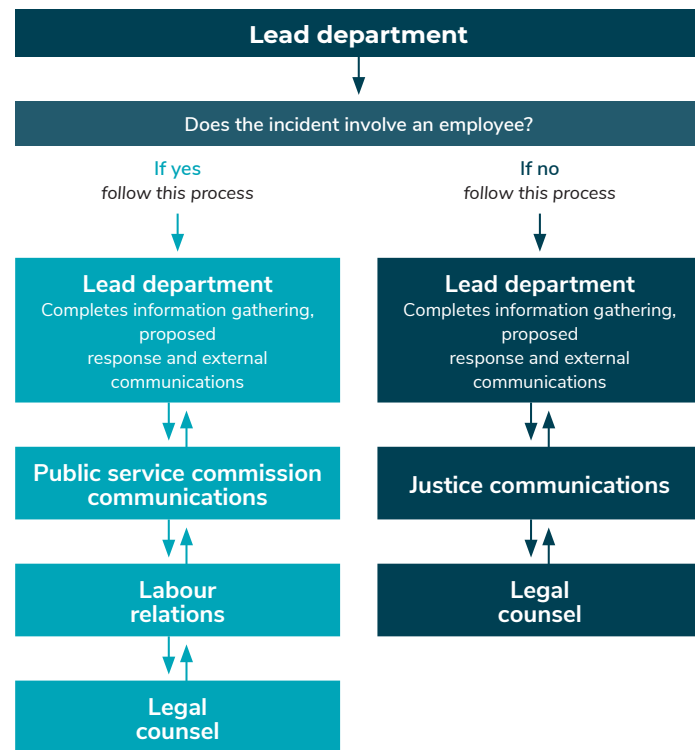 Lead department
Does the incident involve an employee?
If yes
follow this process
Lead department
Completes information gathering,
proposed
response and external
communications
Public service commission
communications
Labour
relations
Legal
counsel
If no
follow this process
Lead department
Completes information gathering,
proposed
response and external
communications
Justice communications
Legal
counsel